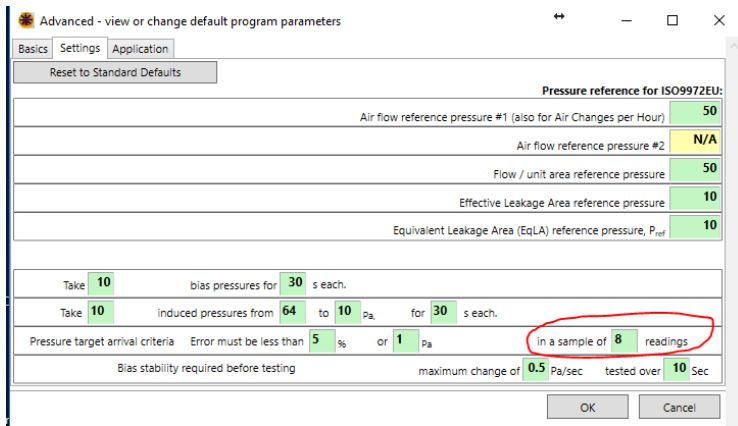 Advanced - view or change default program parameters
Basics Settings Application
Reset to Standard Defaults
Pressure reference for ISO9972EU:
Air flow reference pressure #1 (also for Air Changes per Hour) 50
Air flow reference pressure #2 N/A
Flow / unit area reference pressure 50
Effective Leakage Area reference pressure 10
Equivalent Leakage Area (EqLA) reference pressure, Pref 10
Take 10 bias pressures for 30 s each.
Take 10 induced pressures from 64 to 10 Pa, for 30 s each.
Pressure target arrival criteria Error must be less than 5 % or 1 Pa in a sample of 8 readings
Bias stability required before testing maximum change of 0.5 Pa/sec tested over 10 Sec
OK Cancel